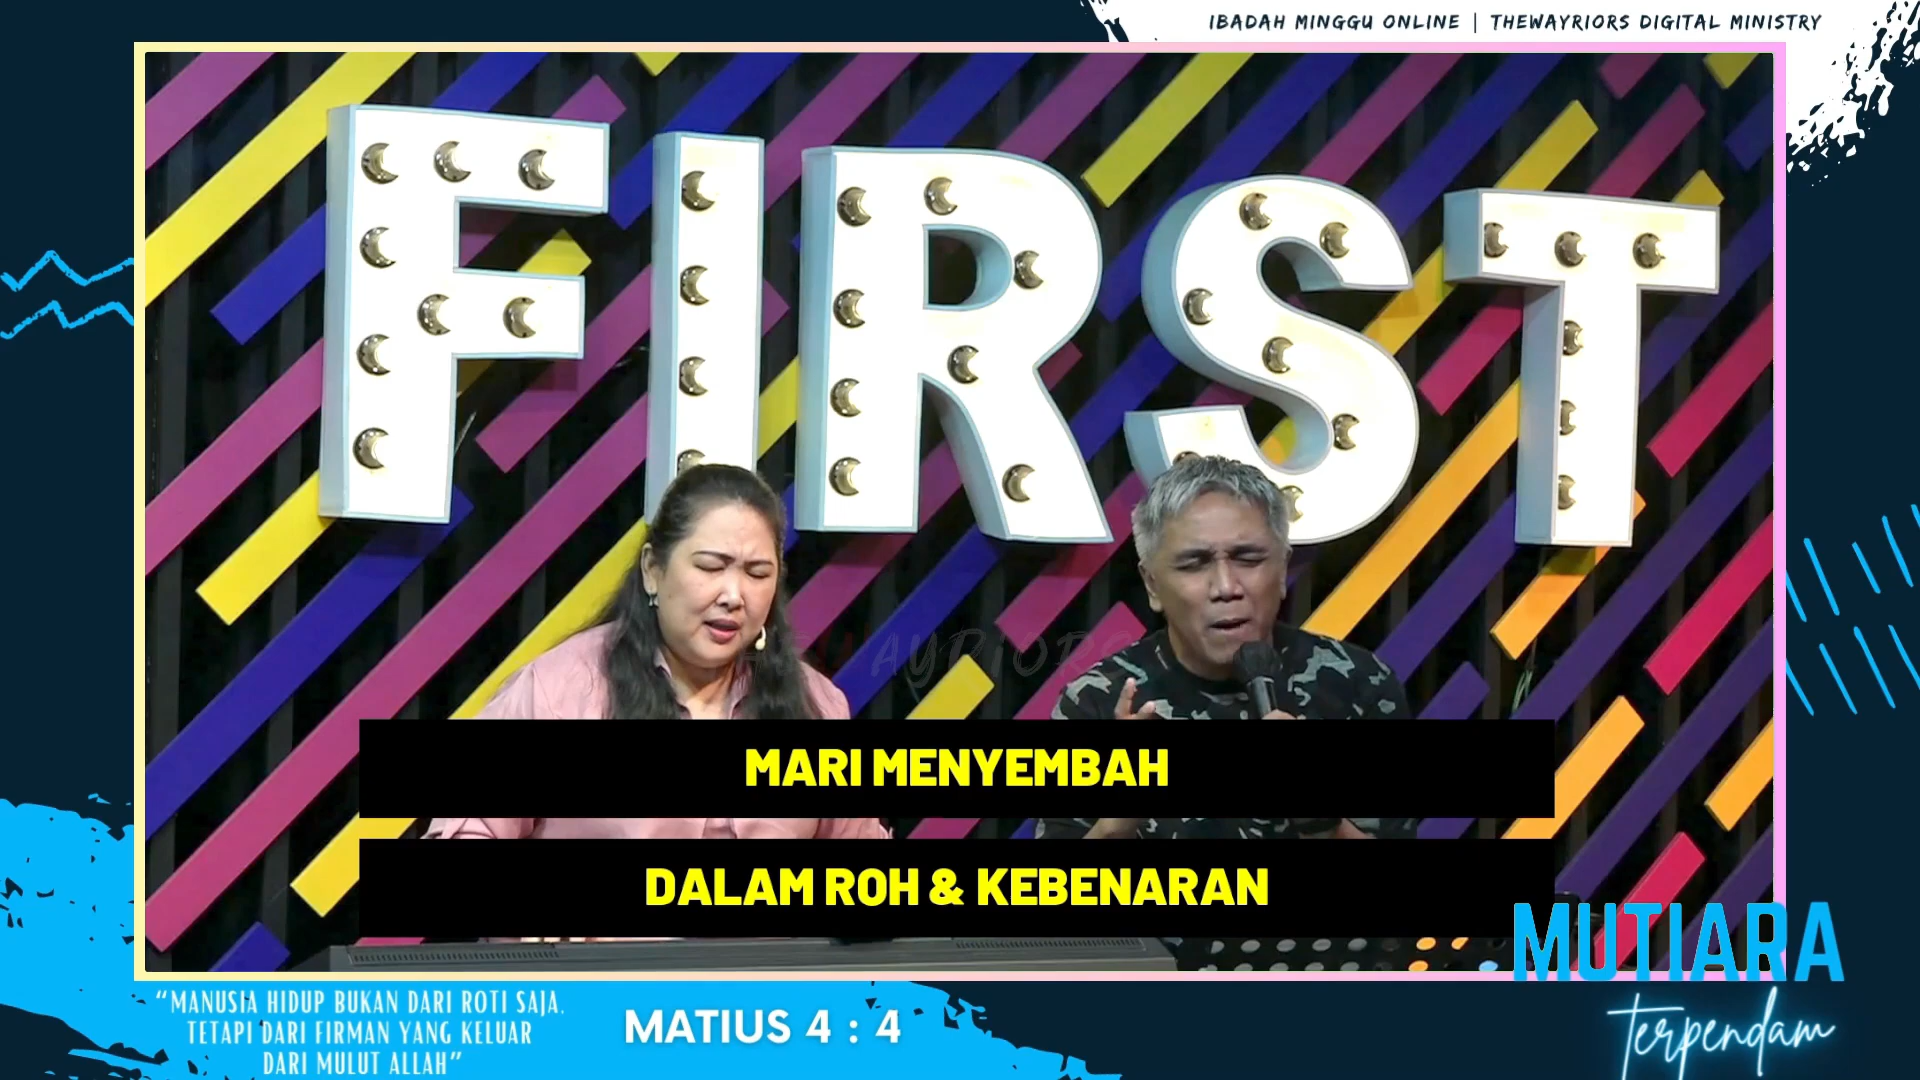 IBADAH MINGGU ONLINE | THEWAYRIORS DIGITAL MINISTRY
FIRST
MARI MENYEMBAH
DALAM ROH & KEBENARAN
MUTIARA
terpendam
"MANUSIA HIDUP BUKAN DARI ROTI SAJA.
TETAPI DARI FIRMAN YANG KELUAR
DARI MULUT ALLAH"
MATIUS 4 : 4